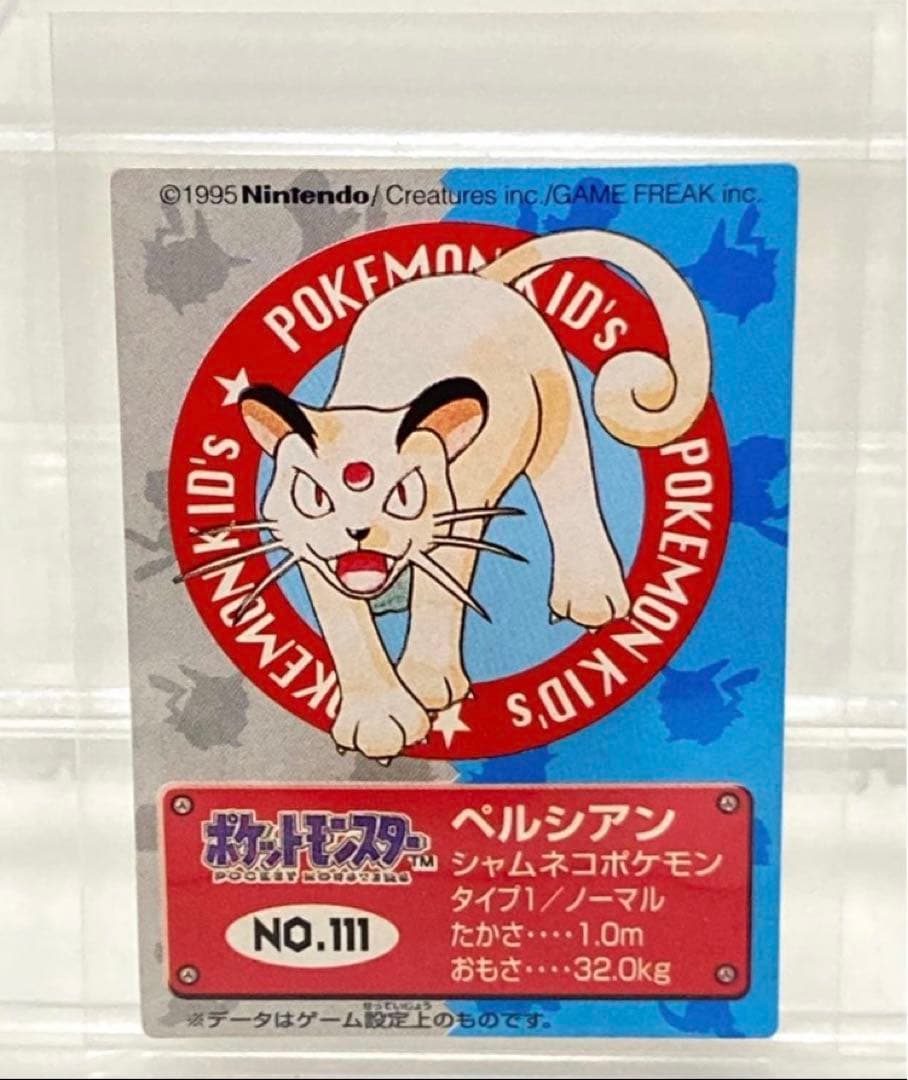 ©1995 Nintendo/Creatures inc./GAME FREAK inc.
POKEMON KID's
POKEMON KID's
POKEMON KID's
ポケットモンスター™
POCKET MONSTERS
NO.111
ペルシアン
シャムネコポケモン
タイプ1/ノーマル
たかさ‥‥1.0m
おもさ‥‥32.0kg
せっていじょう
※データはゲーム設定上のものです。